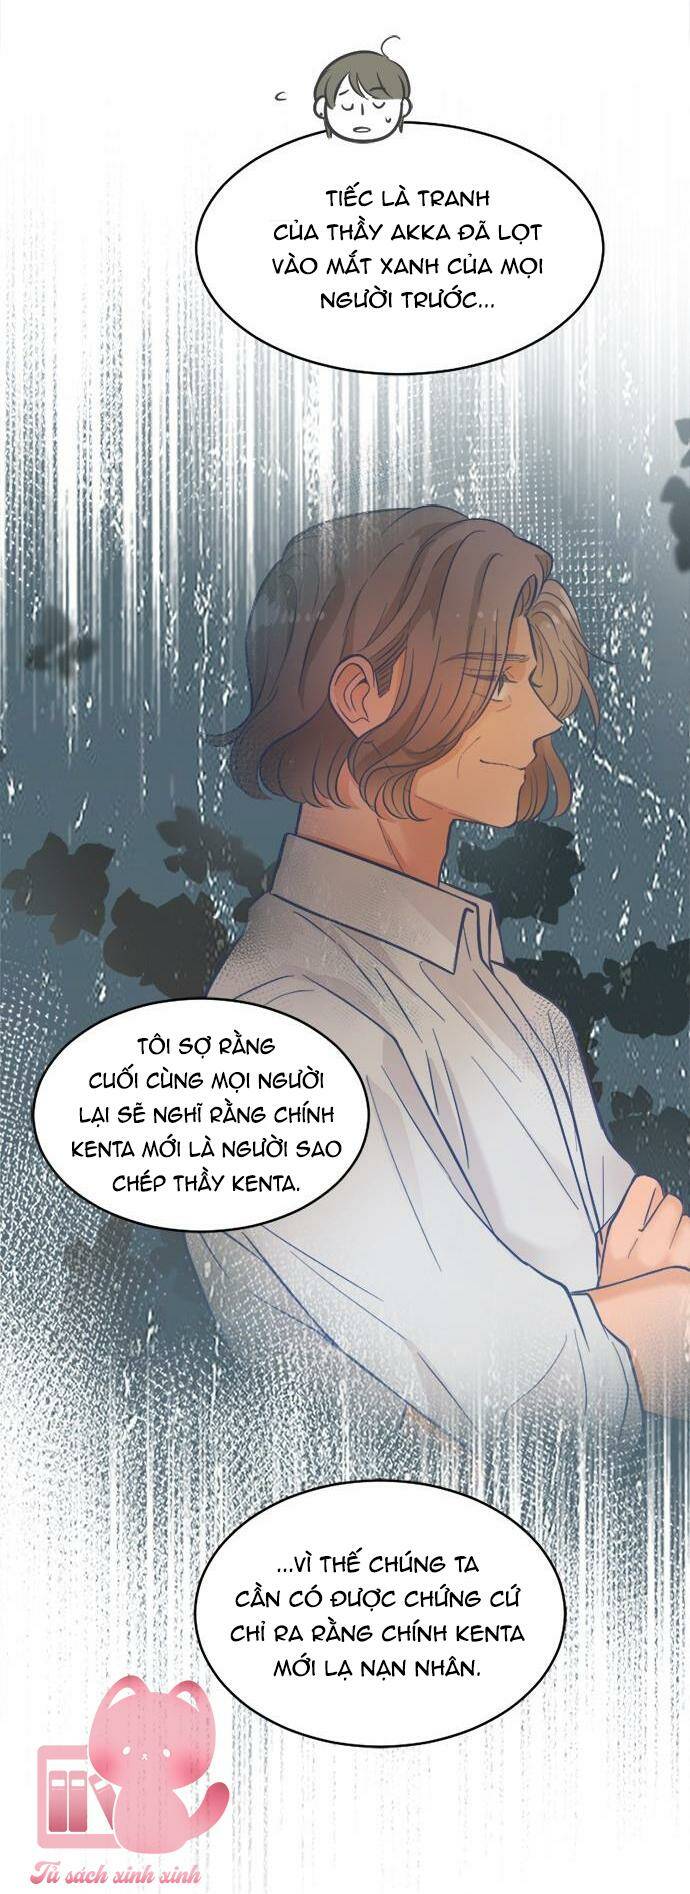 TIẾC LÀ TRANH
CỦA THẦY AKKA ĐÃ LỌT
VÀO MẮT XANH CỦA MỌI
NGƯỜI TRƯỚC...
TÔI SỢ RẰNG
CUỐI CÙNG MỌI NGƯỜI
LẠI SẼ NGHĨ RẰNG CHÍNH
KENTA MỚI LÀ NGƯỜI SAO
CHÉP THẦY KENTA.
...VÌ THẾ CHÚNG TA
CẦN CÓ ĐƯỢC CHỨNG CỨ
CHỈ RA RẰNG CHÍNH KENTA
MỚI LẠ NẠN NHÂN.
Tủ sách xinh xinh